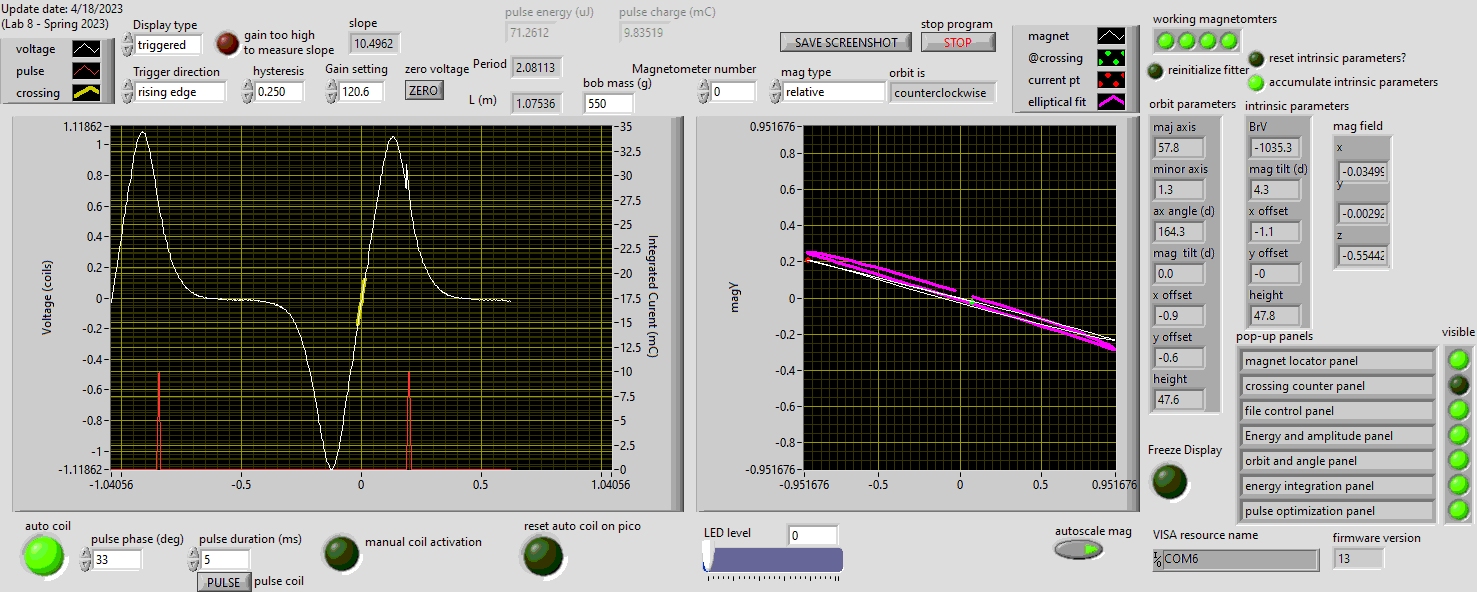 Update date: 4/18/2023
(Lab 8 - Spring 2023)
voltage
pulse
crossing
Display type
triggered
gain too high
to measure slope
slope
10.4962
Trigger direction
rising edge
hysteresis
0.250
Gain setting
120.6
zero voltage
ZERO
pulse energy (uJ)
71.2612
pulse charge (mC)
9.83519
Period
2.08113
L (m)
1.07536
bob mass (g)
550
Magnetometer number
0
mag type
relative
orbit is
counterclockwise
SAVE SCREENSHOT
stop program
STOP
magnet
@crossing
current pt
elliptical fit
working magnetomters
reinitialize fitter
reset intrinsic parameters?
accumulate intrinsic parameters
Voltage (coils)
1.11862
1
0.8
0.6
0.4
0.2
0
-0.2
-0.4
-0.6
-0.8
-1
-1.11862
-1.04056
-0.5
0
0.5
1.04056
35
32.5
30
27.5
25
22.5
20
17.5
15
12.5
10
7.5
5
2.5
0
Integrated Curent (mC)
magy
0.951676
0.8
0.6
0.4
0.2
0
-0.2
-0.4
-0.6
-0.8
-0.951676
-0.951676
-0.5
0
0.5
0.951676
orbit parameters
maj axis
57.8
minor axis
1.3
ax angle (d)
164.3
mag tilt (d)
0.0
x offset
-0.9
y offset
-0.6
height
47.6
intrinsic parameters
BrV
-1035.3
mag tilt (d)
4.3
x offset
-1.1
y offset
-0
height
47.8
mag field
x
-0.03499
y
-0.00292
z
-0.55442
pop-up panels
visible
magnet locator panel
crossing counter panel
file control panel
Energy and amplitude panel
orbit and angle panel
energy integration panel
pulse optimization panel
Freeze Display
auto coil
pulse phase (deg)
33
pulse duration (ms)
5
PULSE
pulse coil
manual coil activation
reset auto coil on pico
LED level
0
autoscale mag
VISA resource name
COM6
firmware version
13